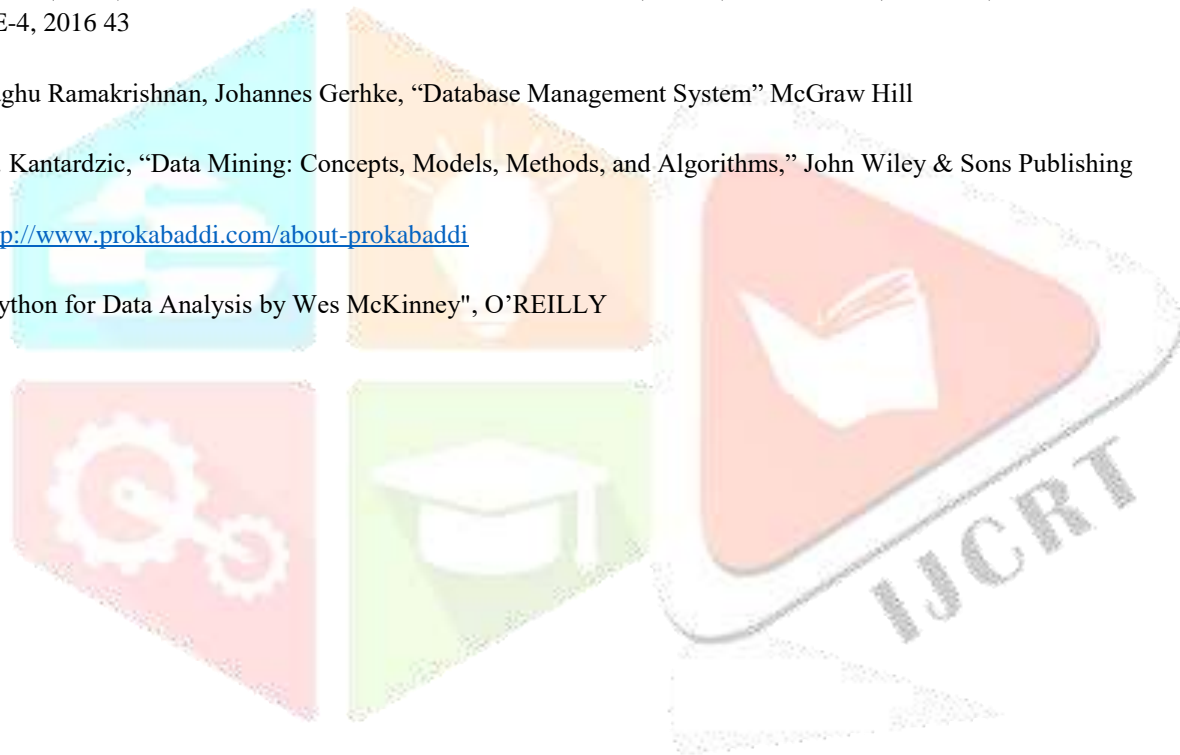 E-4, 2016 43
ghu Ramakrishnan, Johannes Gerhke, “Database Management System” McGraw Hill
. Kantardzic, “Data Mining: Concepts, Models, Methods, and Algorithms,” John Wiley & Sons Publishing
p://www.prokabaddi.com/about-prokabaddi
ython for Data Analysis by Wes McKinney", O’REILLY
IJCRT